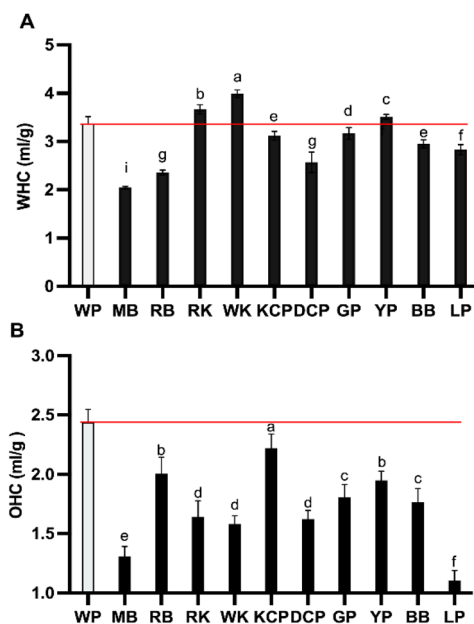 A
WHC (ml/g)
5
4
3
2
1
0
i
g
b
a
e
g
d
c
e
f
WP MB RB RK WK KCP DCP GP YP BB LP
B
OHC (ml/g )
3.0
2.5
2.0
1.5
1.0
e
b
d
d
a
d
c
b
c
f
WP MB RB RK WK KCP DCP GP YP BB LP